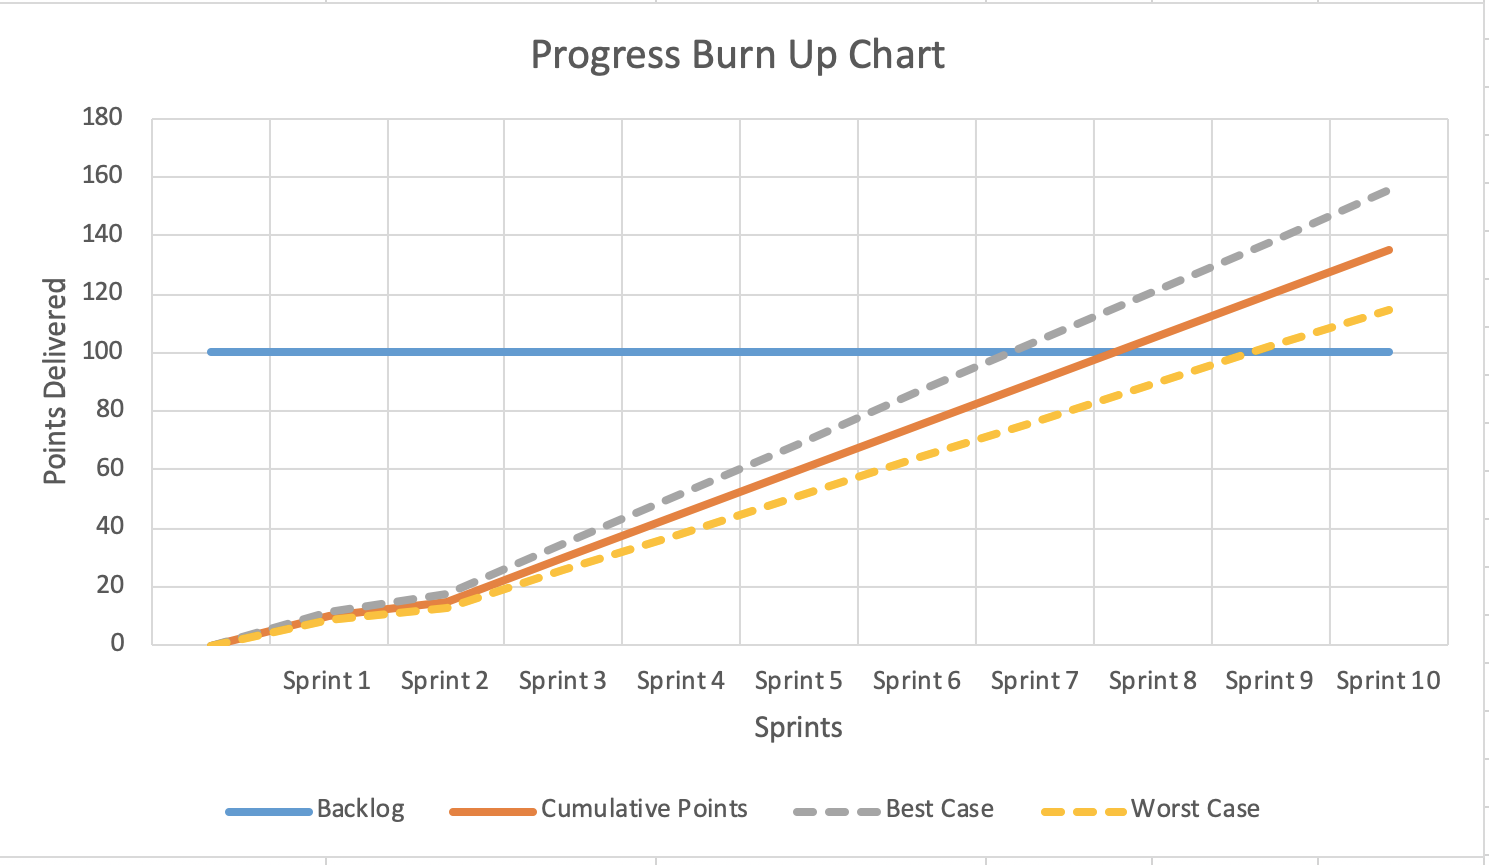 Progress Burn Up Chart
180
160
140
120
100
80
60
40
20
0
Points Delivered
Sprint 1 Sprint 2 Sprint 3 Sprint 4 Sprint 5 Sprint 6 Sprint 7 Sprint 8 Sprint 9 Sprint 10
Sprints
Backlog Cumulative Points Best Case Worst Case